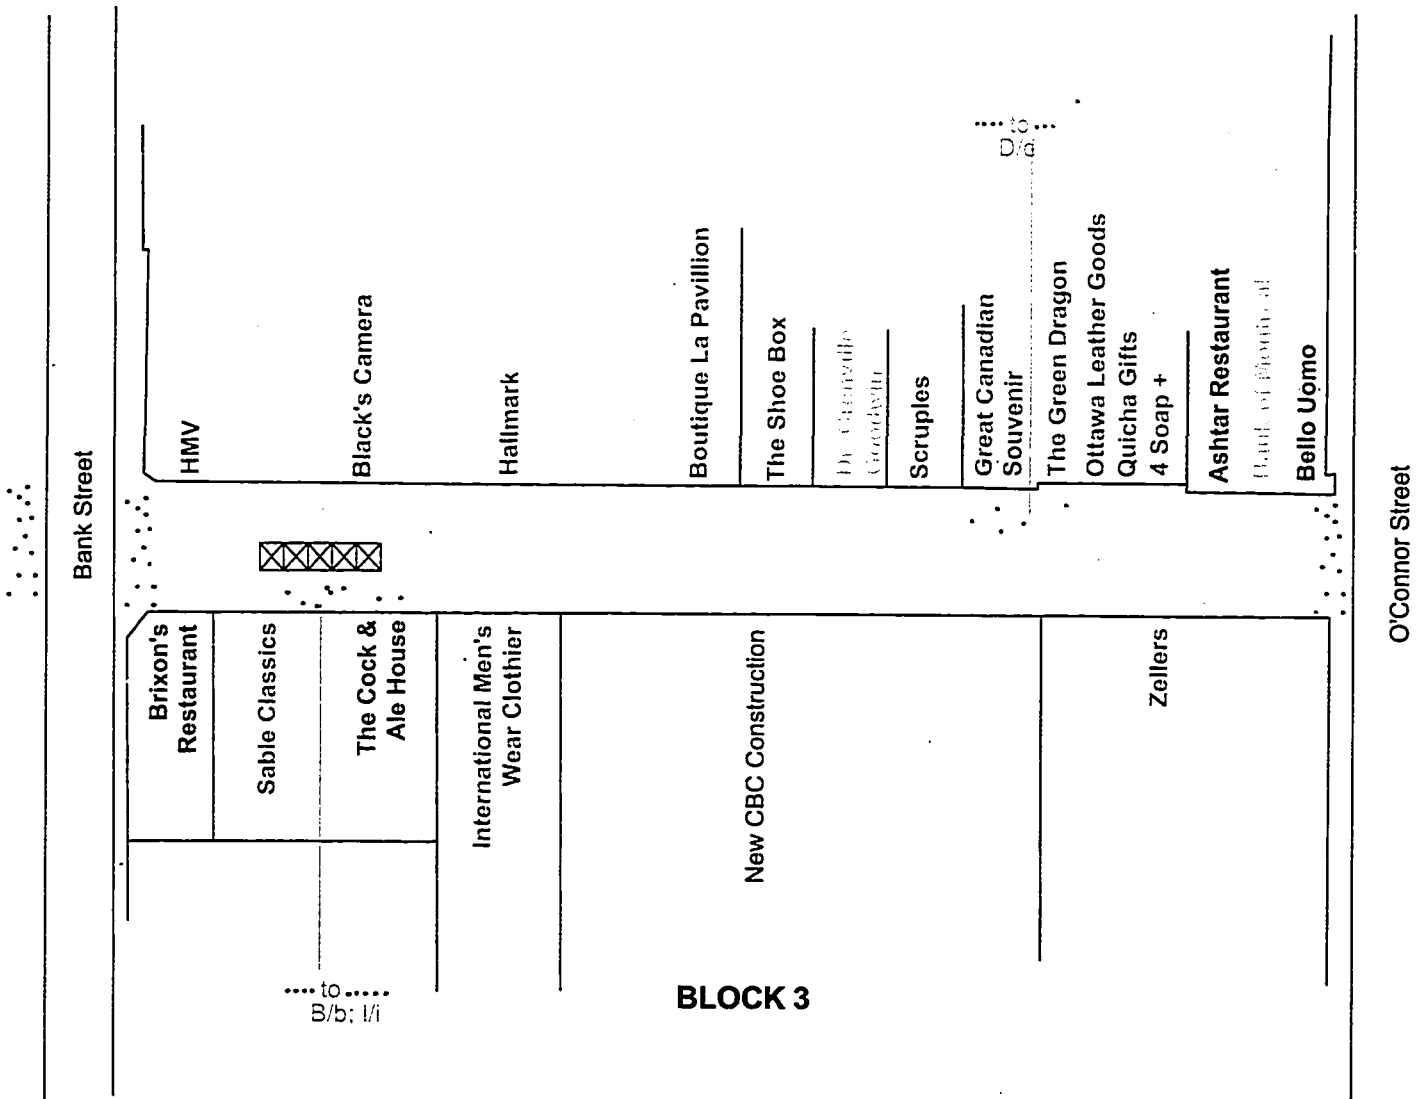 to
D/d
Bank Street
HMV
Black's Camera
Hallmark
Boutique La Pavillion
The Shoe Box
Scruples
Great Canadian
Souvenir
The Green Dragon
Ottawa Leather Goods
Quicha Gifts
4 Soap +
Ashtar Restaurant
Bello Uomo
O'Connor Street
Brixon's
Restaurant
Sable Classics
The Cock &
Ale House
International Men's
Wear Clothier
New CBC Construction
Zellers
to
B/b; I/i
BLOCK 3